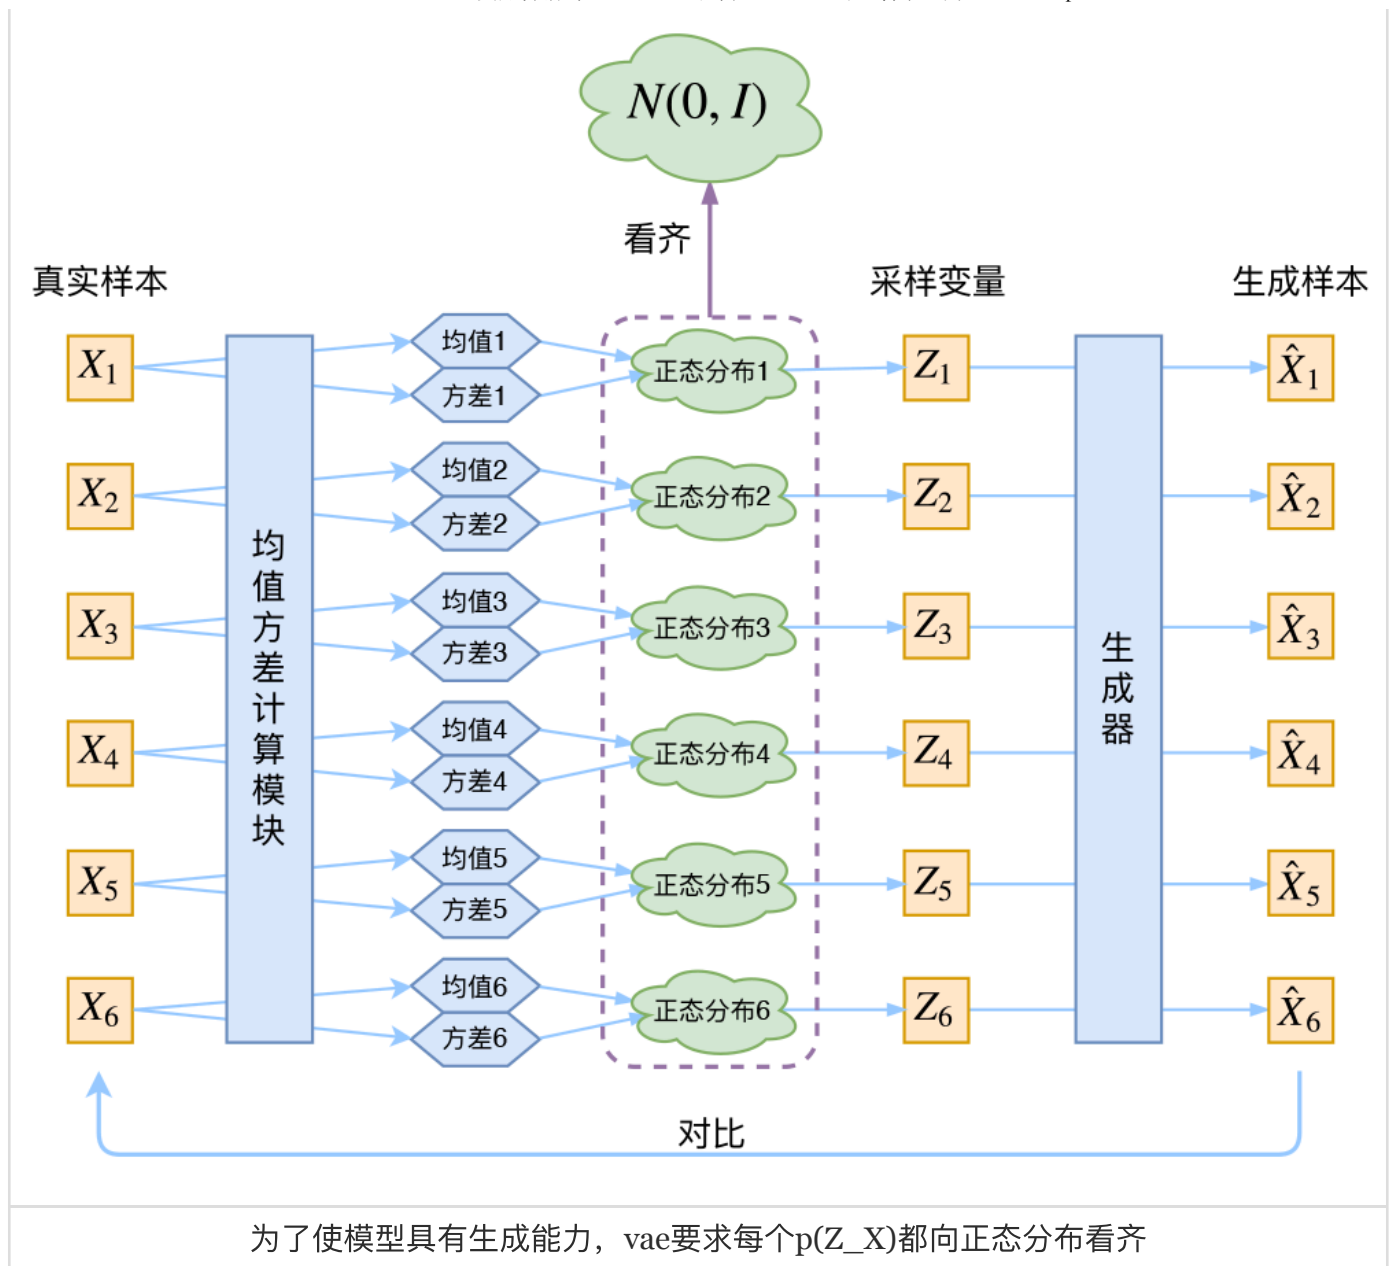 N(0, I)
看齐
真实样本
采样变量
生成样本
X₁
均值1
方差1
正态分布1
Z₁
X̂₁
X₂
均值2
方差2
正态分布2
Z₂
X̂₂
X₃
均值3
方差3
正态分布3
Z₃
X̂₃
X₄
均值4
方差4
正态分布4
Z₄
X̂₄
X₅
均值5
方差5
正态分布5
Z₅
X̂₅
X₆
均值6
方差6
正态分布6
Z₆
X̂₆
均值方差计算模块
生成器
对比
为了使模型具有生成能力，vae要求每个p(Z_X)都向正态分布看齐